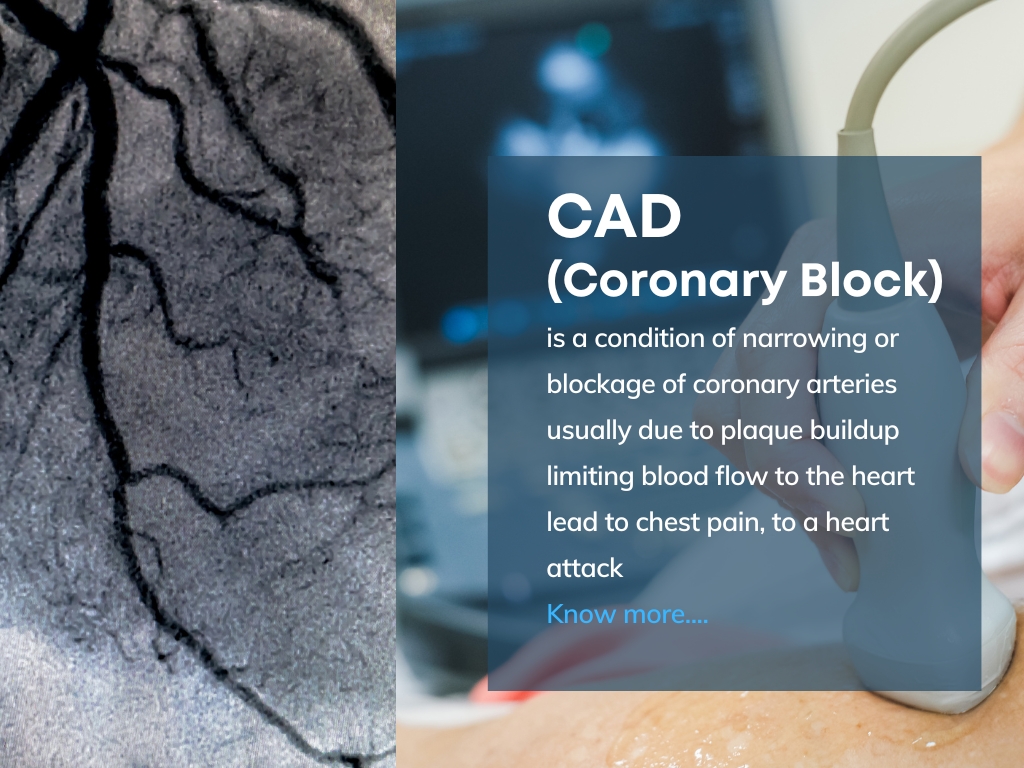 CAD
(Coronary Block)
is a condition of narrowing or
blockage of coronary arteries
usually due to plaque buildup
limiting blood flow to the heart
lead to chest pain, to a heart
attack
Know more....